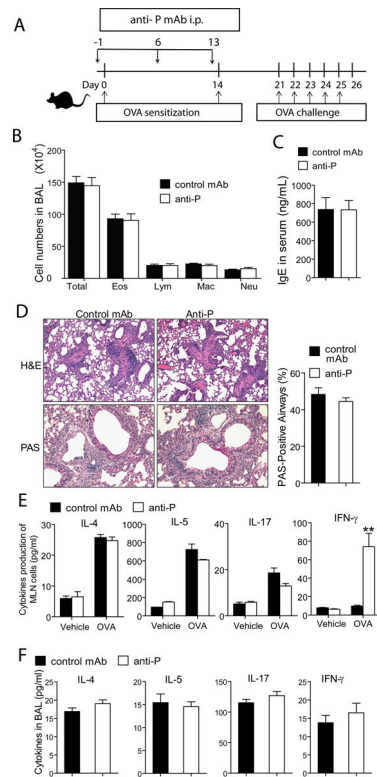 A
anti- P mAb i.p.
-1 6 13
Day 0 14 21 22 23 24 25 26
OVA sensitization OVA challenge
B
Cell numbers in BAL (X10⁴)
200
150
100
50
0
control mAb
anti-P
Total Eos Lym Mac Neu
C
control mAb
anti-P
IgE in serum (ng/mL)
1000
800
600
400
200
0
D
Control mAb Anti-P
H&E
PAS
control mAb
anti-P
PAS-Positive Airways (%)
80
60
40
20
0
E
control mAb anti-P
Cytokines production of MLN cells (pg/ml)
IL-4 IL-5 IL-17 IFN-γ
30
20
10
0
1000
800
600
400
200
0
40
20
0
100
80
60
40
20
0
**
Vehicle OVA Vehicle OVA Vehicle OVA Vehicle OVA
F
control mAb anti-P
Cytokines in BAL (pg/ml)
IL-4 IL-5 IL-17 IFN-γ
30
20
10
0
20
15
10
5
0
150
100
50
0
30
20
10
0